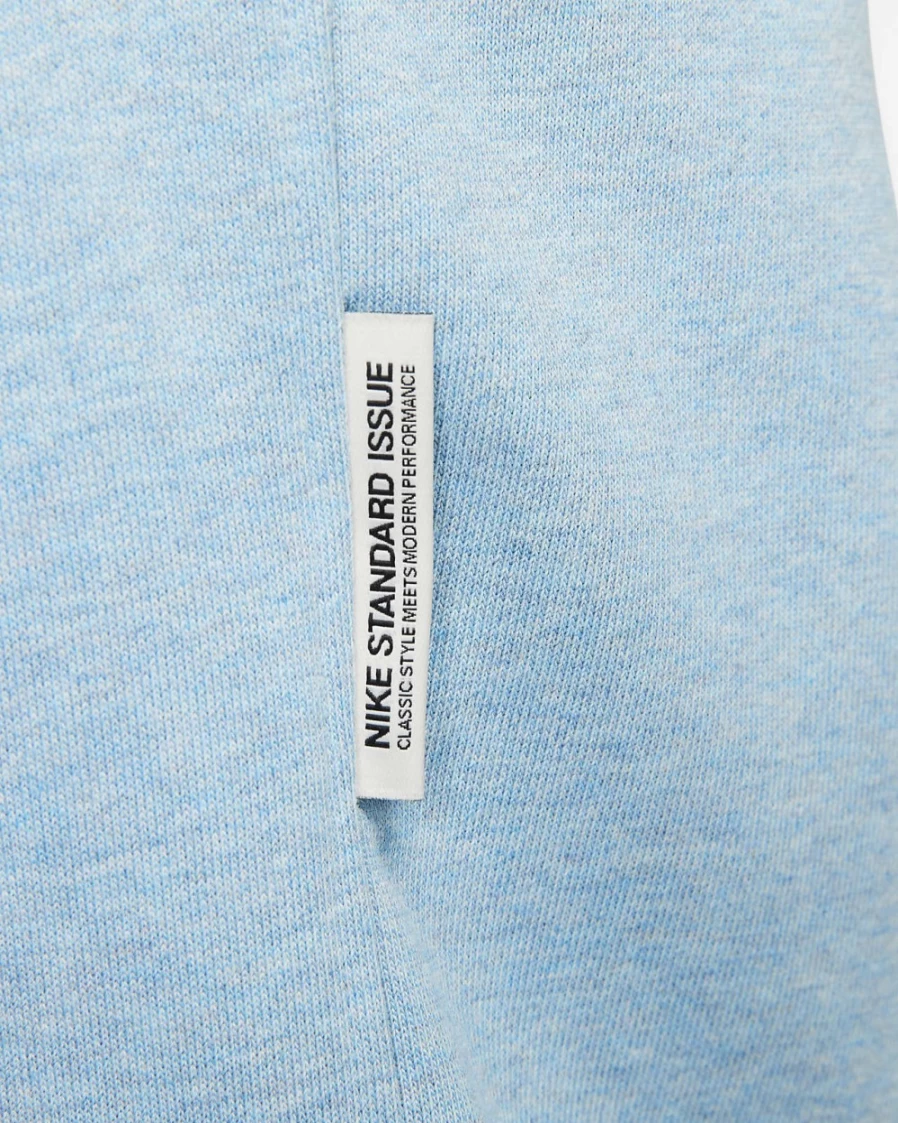 NIKE STANDARD ISSUE
CLASSIC STYLE MEETS MODERN PERFORMANCE